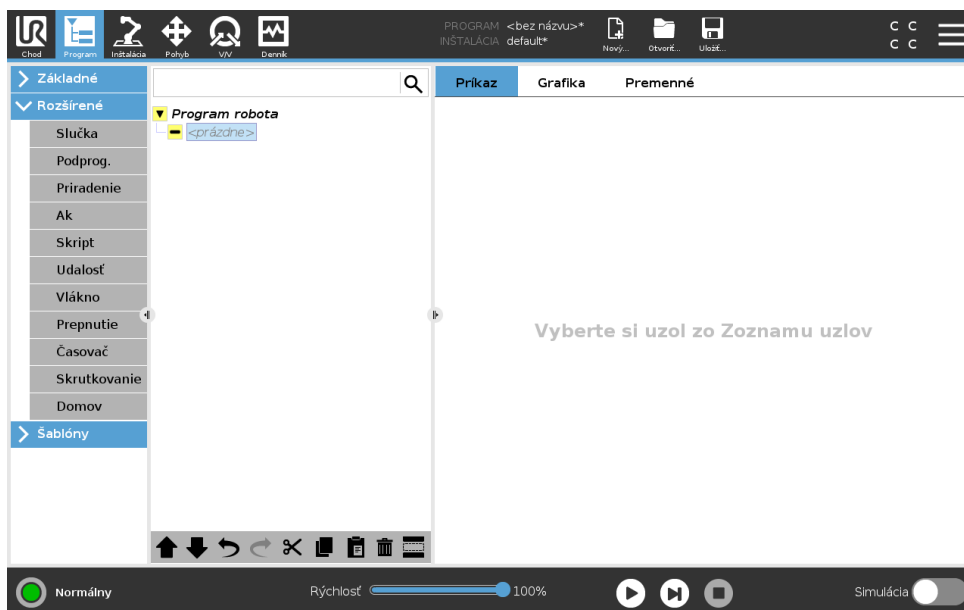 PROGRAM <bez názvu>*
INŠTALÁCIA default*
Chod Program Inštalácia Pohyb V/V Denník
Nový... Otvoriť... Uložiť...
C C
C C
Základné
Rozšírené
Slučka
Podprog.
Priradenie
Ak
Skript
Udalosť
Vlákno
Prepnutie
Časovač
Skrutkovanie
Domov
Šablóny
Program robota
<prázdne>
Príkaz Grafika Premenné
Vyberte si uzol zo Zoznamu uzlov
Normálny
Rýchlosť 100%
Simulácia